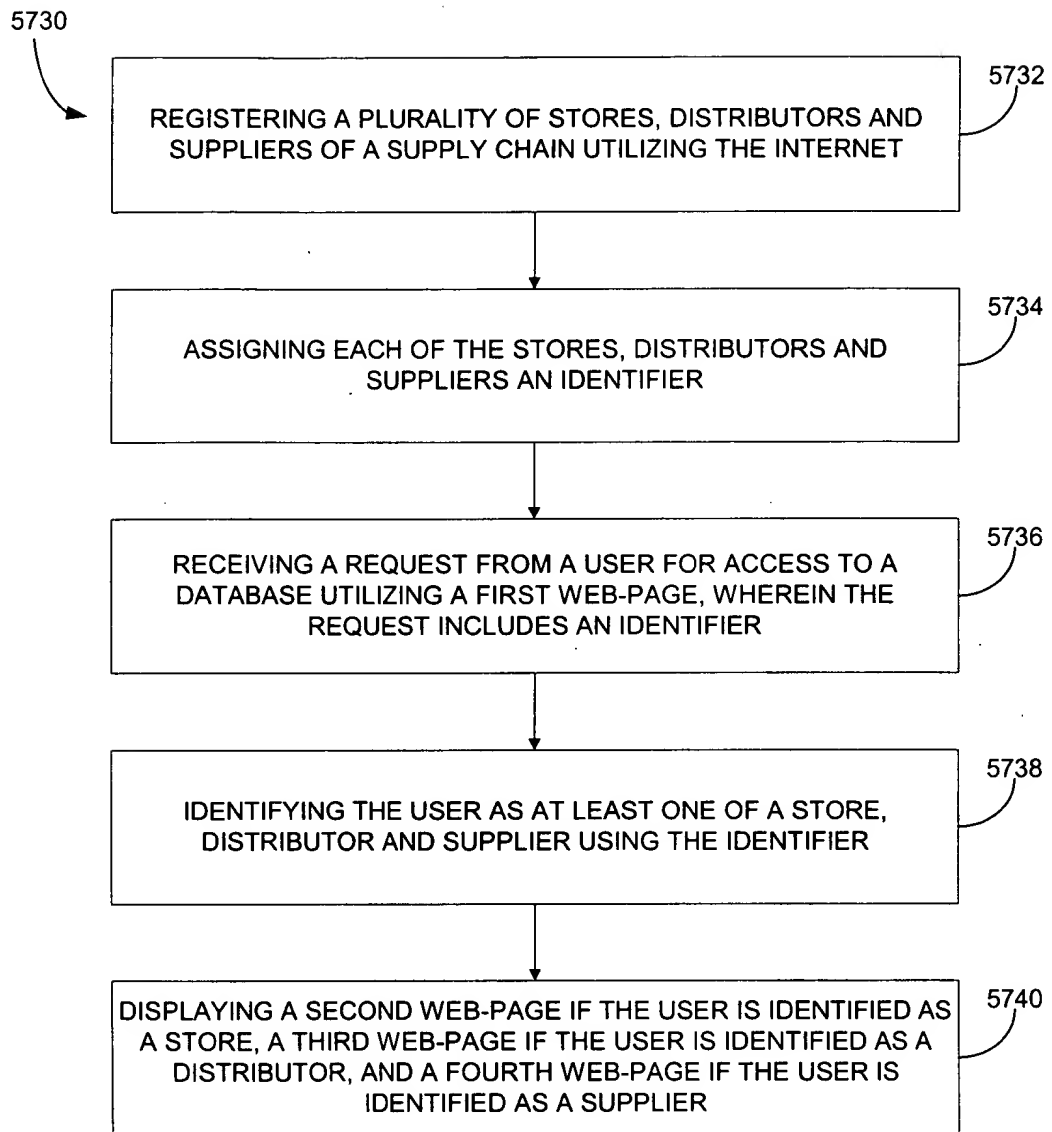 5730
5732
REGISTERING A PLURALITY OF STORES, DISTRIBUTORS AND
SUPPLIERS OF A SUPPLY CHAIN UTILIZING THE INTERNET
5734
ASSIGNING EACH OF THE STORES, DISTRIBUTORS AND
SUPPLIERS AN IDENTIFIER
5736
RECEIVING A REQUEST FROM A USER FOR ACCESS TO A
DATABASE UTILIZING A FIRST WEB-PAGE, WHEREIN THE
REQUEST INCLUDES AN IDENTIFIER
5738
IDENTIFYING THE USER AS AT LEAST ONE OF A STORE,
DISTRIBUTOR AND SUPPLIER USING THE IDENTIFIER
5740
DISPLAYING A SECOND WEB-PAGE IF THE USER IS IDENTIFIED AS
A STORE, A THIRD WEB-PAGE IF THE USER IS IDENTIFIED AS A
DISTRIBUTOR, AND A FOURTH WEB-PAGE IF THE USER IS
IDENTIFIED AS A SUPPLIER